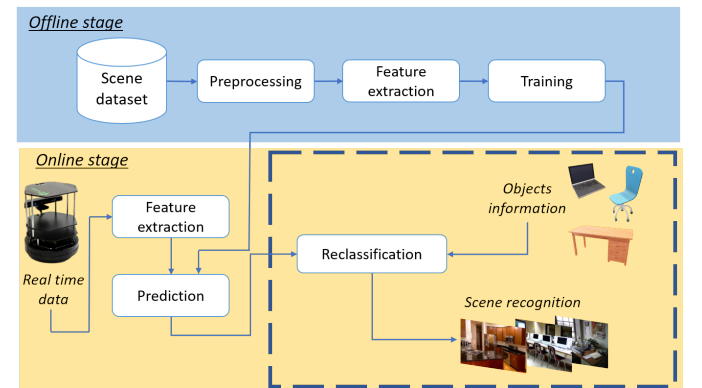 Offline stage
Scene
dataset
Preprocessing
Feature
extraction
Training
Online stage
Real time
data
Feature
extraction
Prediction
Reclassification
Objects
information
Scene recognition